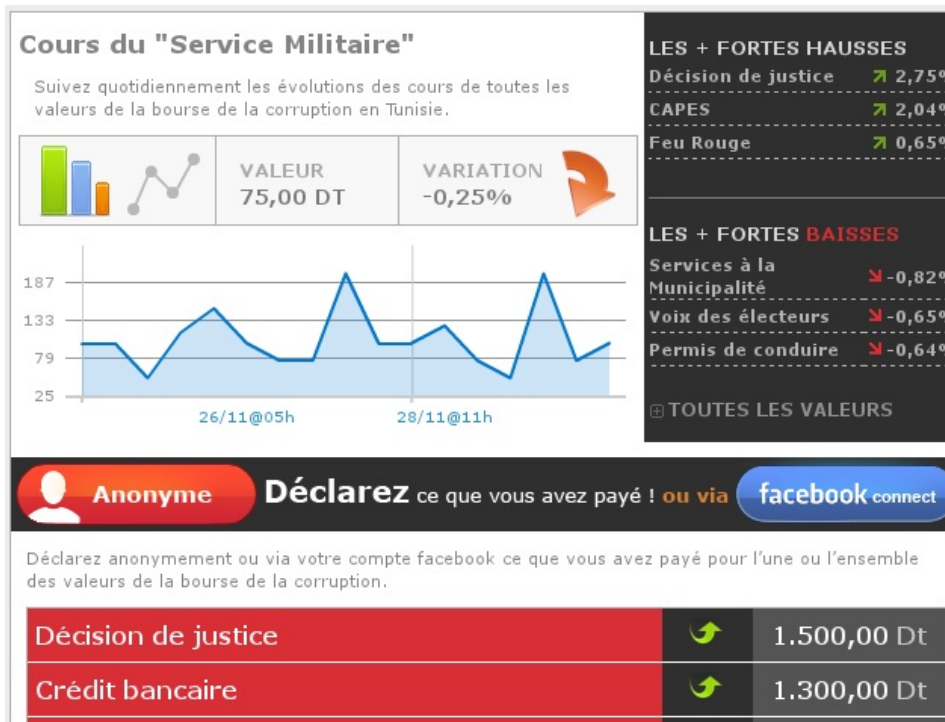 Cours du "Service Militaire"
Suivez quotidiennement les évolutions des cours de toutes les
valeurs de la bourse de la corruption en Tunisie.
VALEUR
75,00 DT
VARIATION
-0,25%
187
133
79
25
26/11@05h
28/11@11h
LES + FORTES HAUSSES
Décision de justice 2,75%
CAPES 2,04%
Feu Rouge 0,65%
LES + FORTES BAISSES
Services à la
Municipalité -0,82%
Voix des électeurs -0,65%
Permis de conduire -0,64%
TOUTES LES VALEURS
Anonyme Déclarez ce que vous avez payé ! ou via facebook connect
Déclarez anonymement ou via votre compte facebook ce que vous avez payé pour l'une ou l'ensemble
des valeurs de la bourse de la corruption.
Décision de justice 1.500,00 Dt
Crédit bancaire 1.300,00 Dt